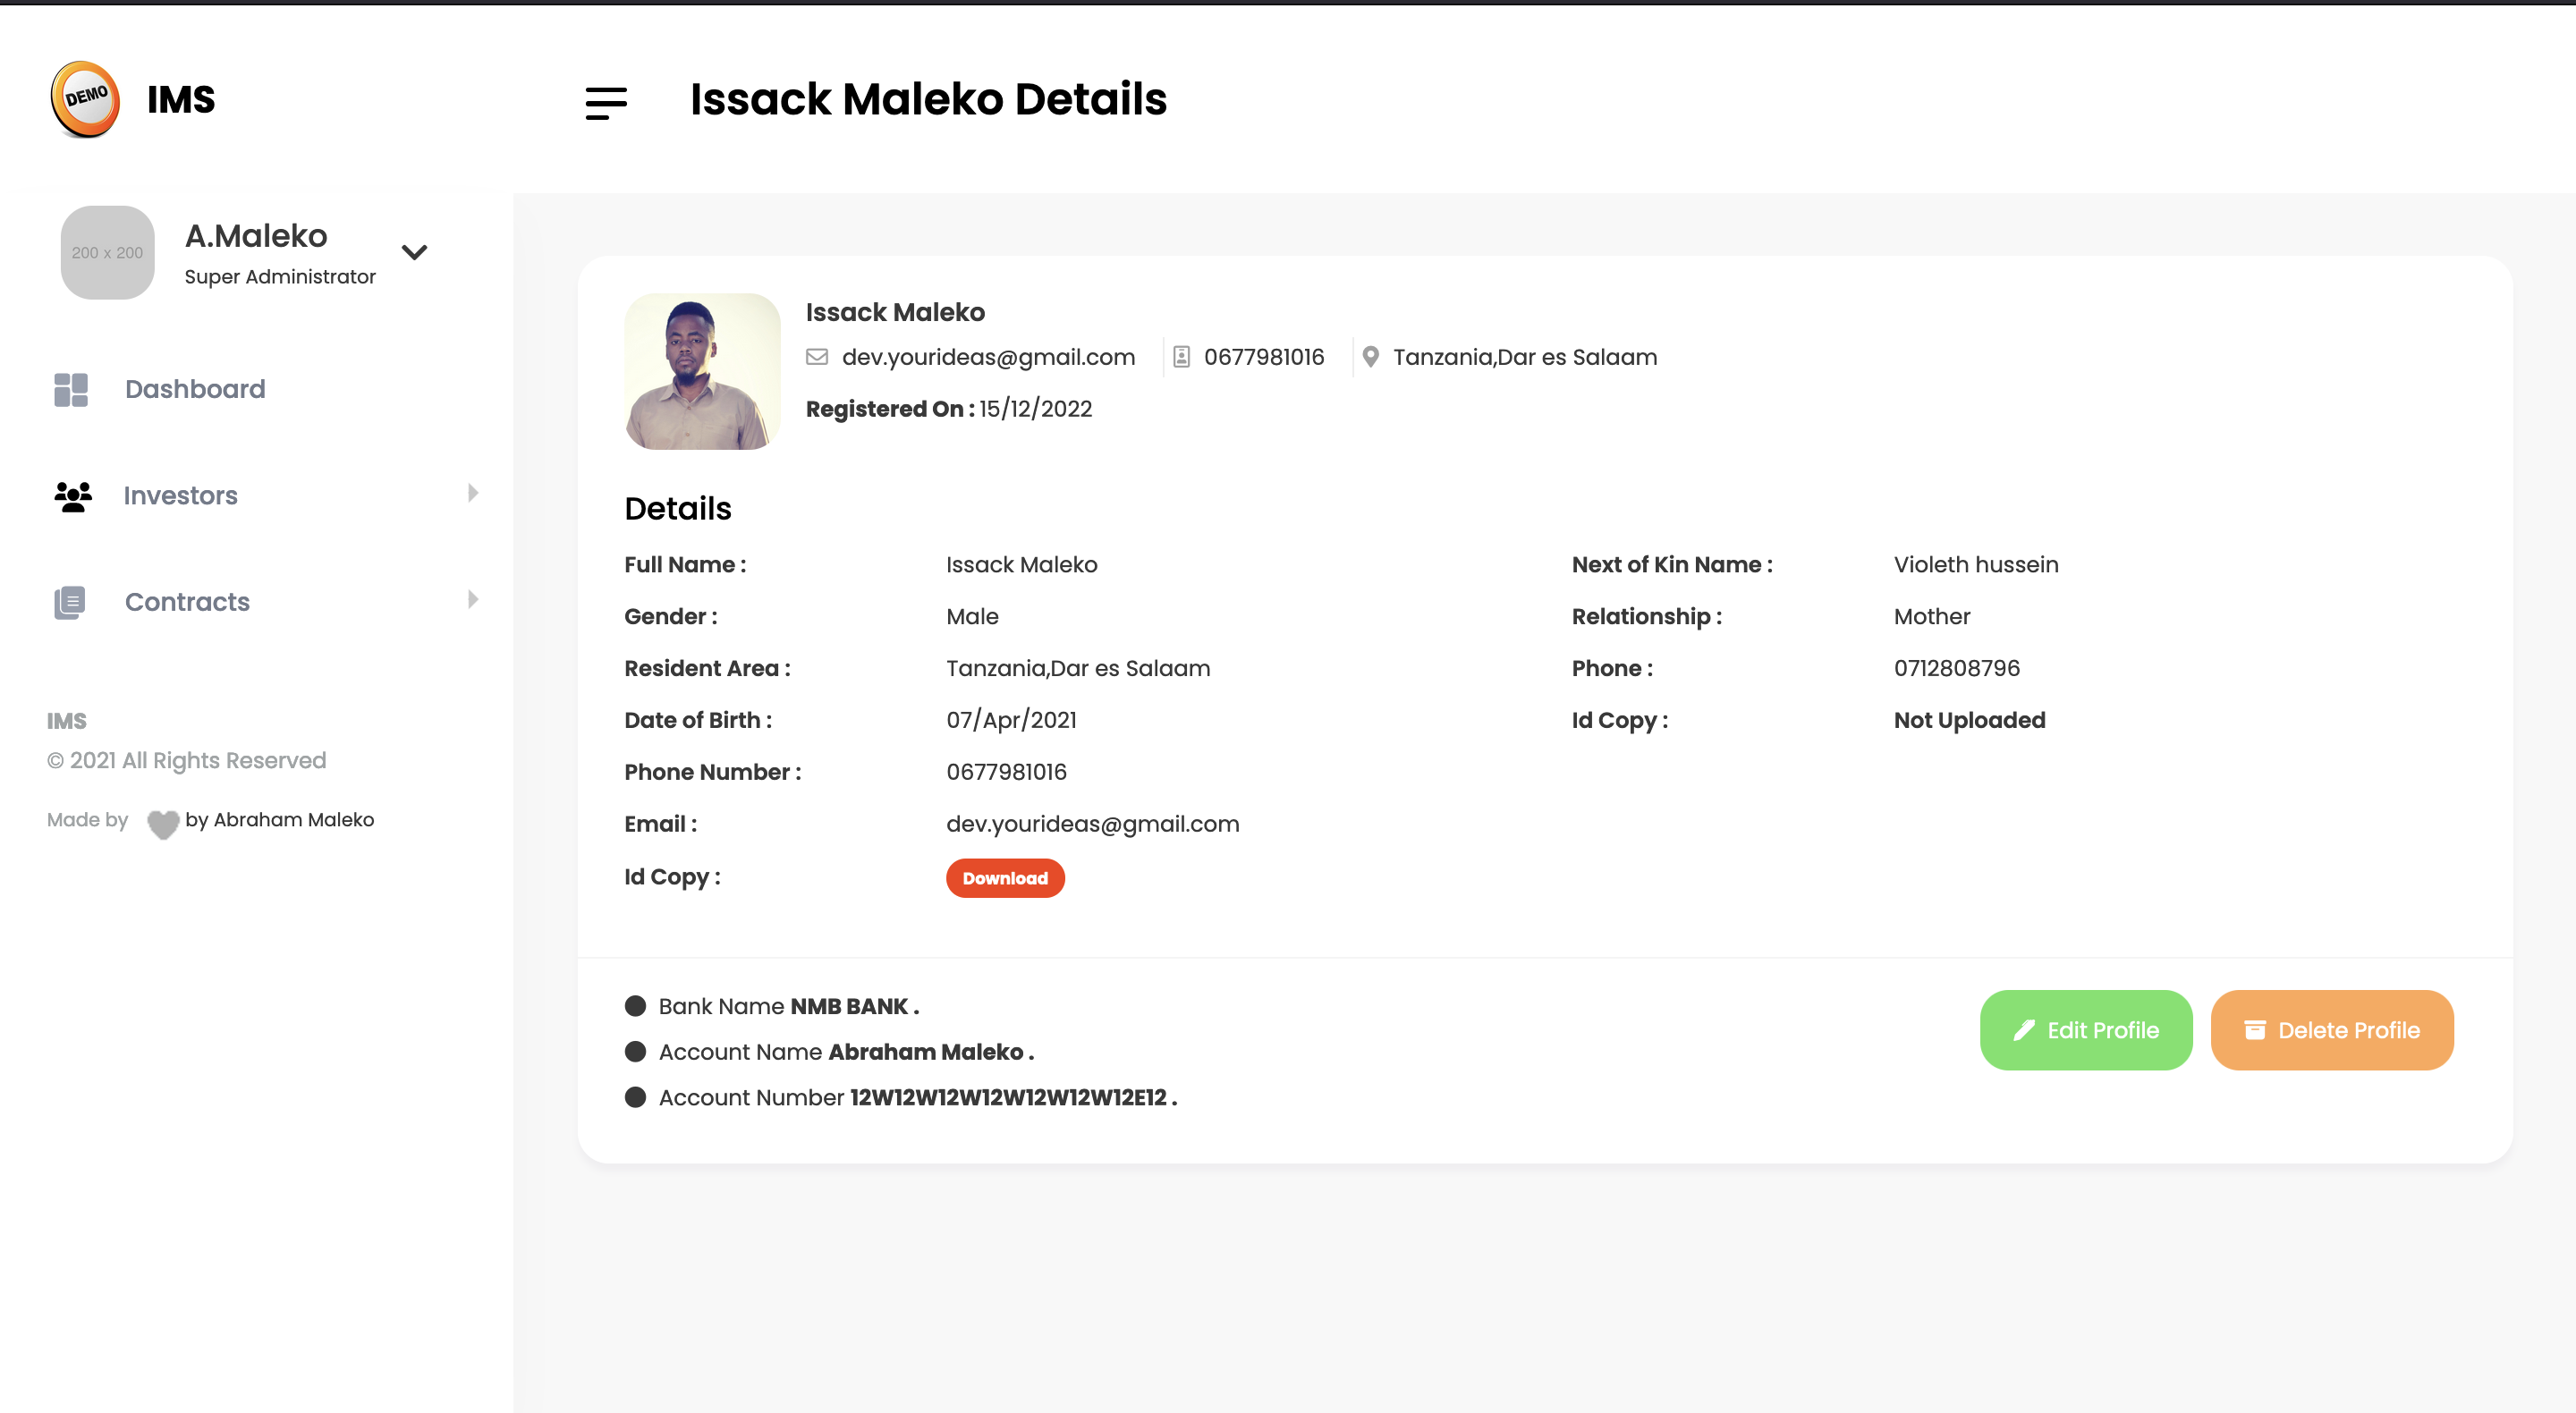 DEMO
IMS
Issack Maleko Details
200 x 200
A.Maleko
Super Administrator
Dashboard
Investors
Contracts
IMS
© 2021 All Rights Reserved
Made by by Abraham Maleko
Issack Maleko
dev.yourideas@gmail.com 0677981016 Tanzania,Dar es Salaam
Registered On : 15/12/2022
Details
Full Name : Issack Maleko
Gender : Male
Resident Area : Tanzania,Dar es Salaam
Date of Birth : 07/Apr/2021
Phone Number : 0677981016
Email : dev.yourideas@gmail.com
Id Copy : Download
Next of Kin Name : Violeth hussein
Relationship : Mother
Phone : 0712808796
Id Copy : Not Uploaded
Bank Name NMB BANK .
Account Name Abraham Maleko .
Account Number 12W12W12W12W12W12W12E12 .
Edit Profile
Delete Profile